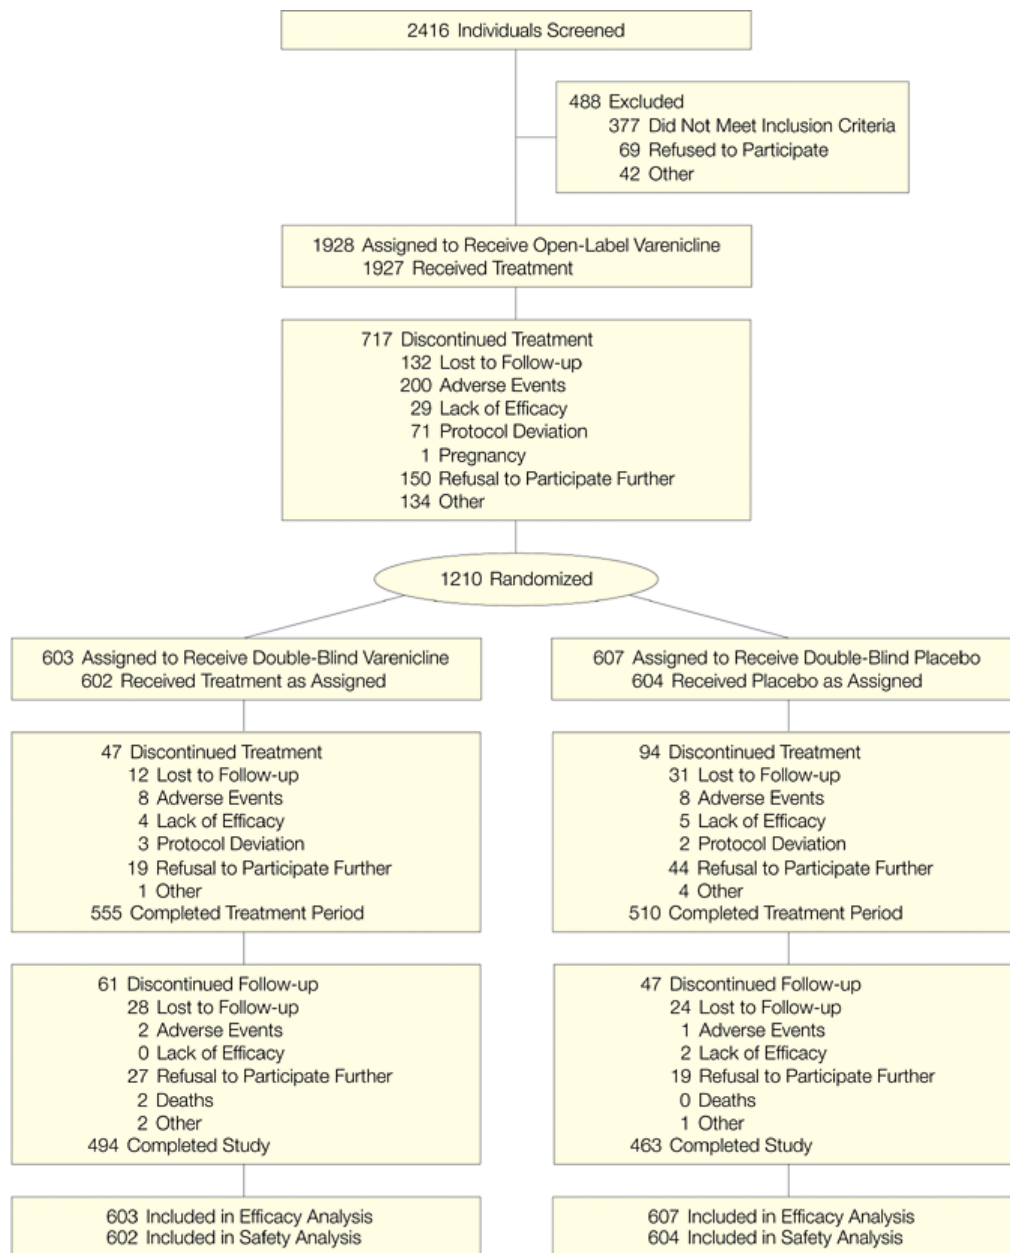 2416 Individuals Screened
488 Excluded
377 Did Not Meet Inclusion Criteria
69 Refused to Participate
42 Other
1928 Assigned to Receive Open-Label Varenicline
1927 Received Treatment
717 Discontinued Treatment
132 Lost to Follow-up
200 Adverse Events
29 Lack of Efficacy
71 Protocol Deviation
1 Pregnancy
150 Refusal to Participate Further
134 Other
1210 Randomized
603 Assigned to Receive Double-Blind Varenicline
602 Received Treatment as Assigned
47 Discontinued Treatment
12 Lost to Follow-up
8 Adverse Events
4 Lack of Efficacy
3 Protocol Deviation
19 Refusal to Participate Further
1 Other
555 Completed Treatment Period
61 Discontinued Follow-up
28 Lost to Follow-up
2 Adverse Events
0 Lack of Efficacy
27 Refusal to Participate Further
2 Deaths
2 Other
494 Completed Study
603 Included in Efficacy Analysis
602 Included in Safety Analysis
607 Assigned to Receive Double-Blind Placebo
604 Received Placebo as Assigned
94 Discontinued Treatment
31 Lost to Follow-up
8 Adverse Events
5 Lack of Efficacy
2 Protocol Deviation
44 Refusal to Participate Further
4 Other
510 Completed Treatment Period
47 Discontinued Follow-up
24 Lost to Follow-up
1 Adverse Events
2 Lack of Efficacy
19 Refusal to Participate Further
0 Deaths
1 Other
463 Completed Study
607 Included in Efficacy Analysis
604 Included in Safety Analysis